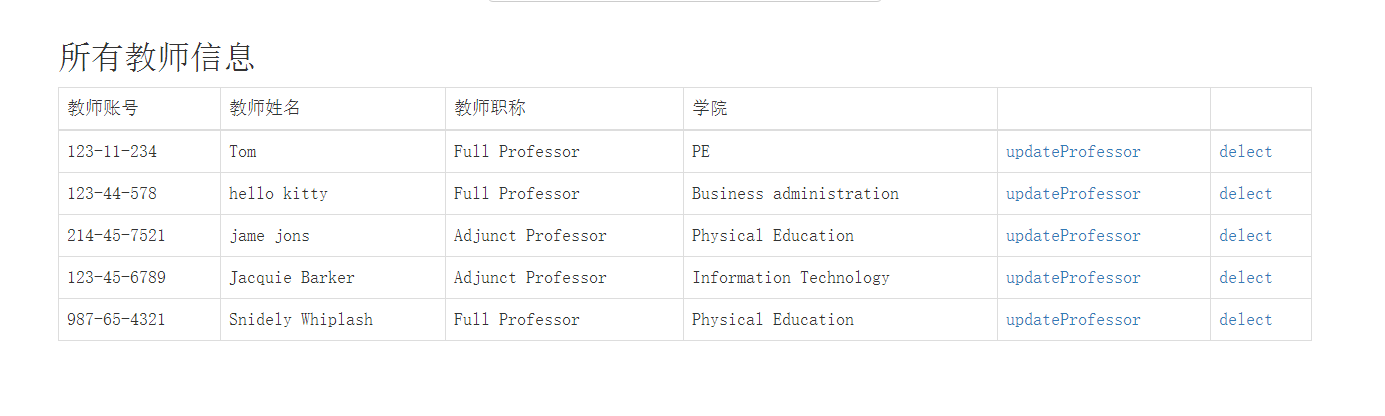 所有教师信息
教师账号 教师姓名 教师职称 学院
123-11-234 Tom Full Professor PE updateProfessor delect
123-44-578 hello kitty Full Professor Business administration updateProfessor delect
214-45-7521 jame jons Adjunct Professor Physical Education updateProfessor delect
123-45-6789 Jacquie Barker Adjunct Professor Information Technology updateProfessor delect
987-65-4321 Snidely Whiplash Full Professor Physical Education updateProfessor delect